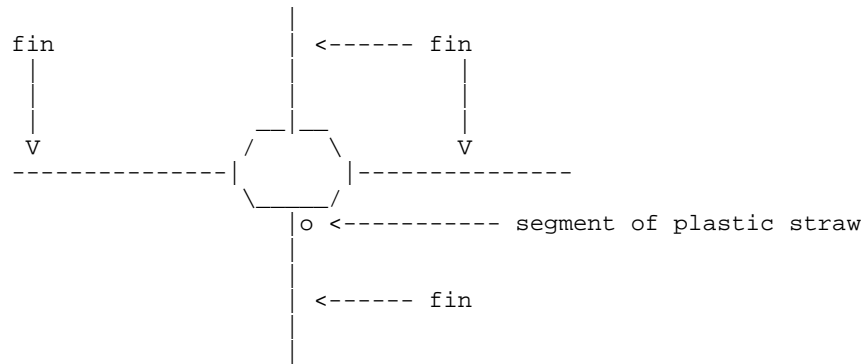 fin
<------ fin
V
V
o <----------- segment of plastic straw
<------ fin